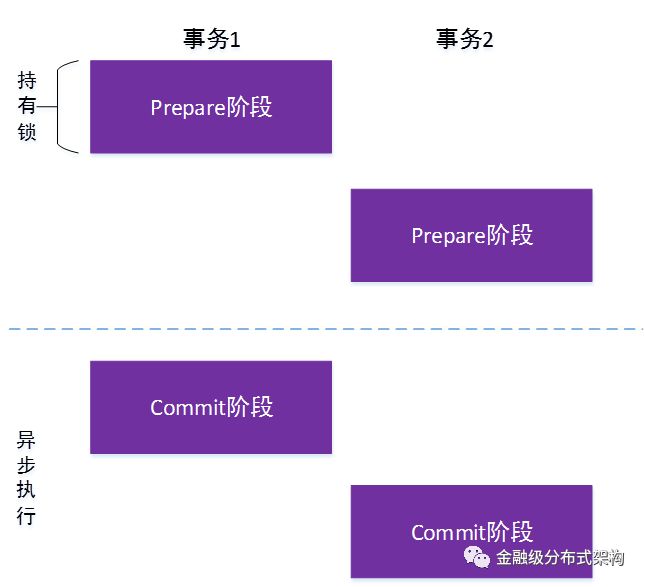 事务1
事务2
持有锁
Prepare阶段
Prepare阶段
Commit阶段
异步执行
Commit阶段
金融级分布式架构